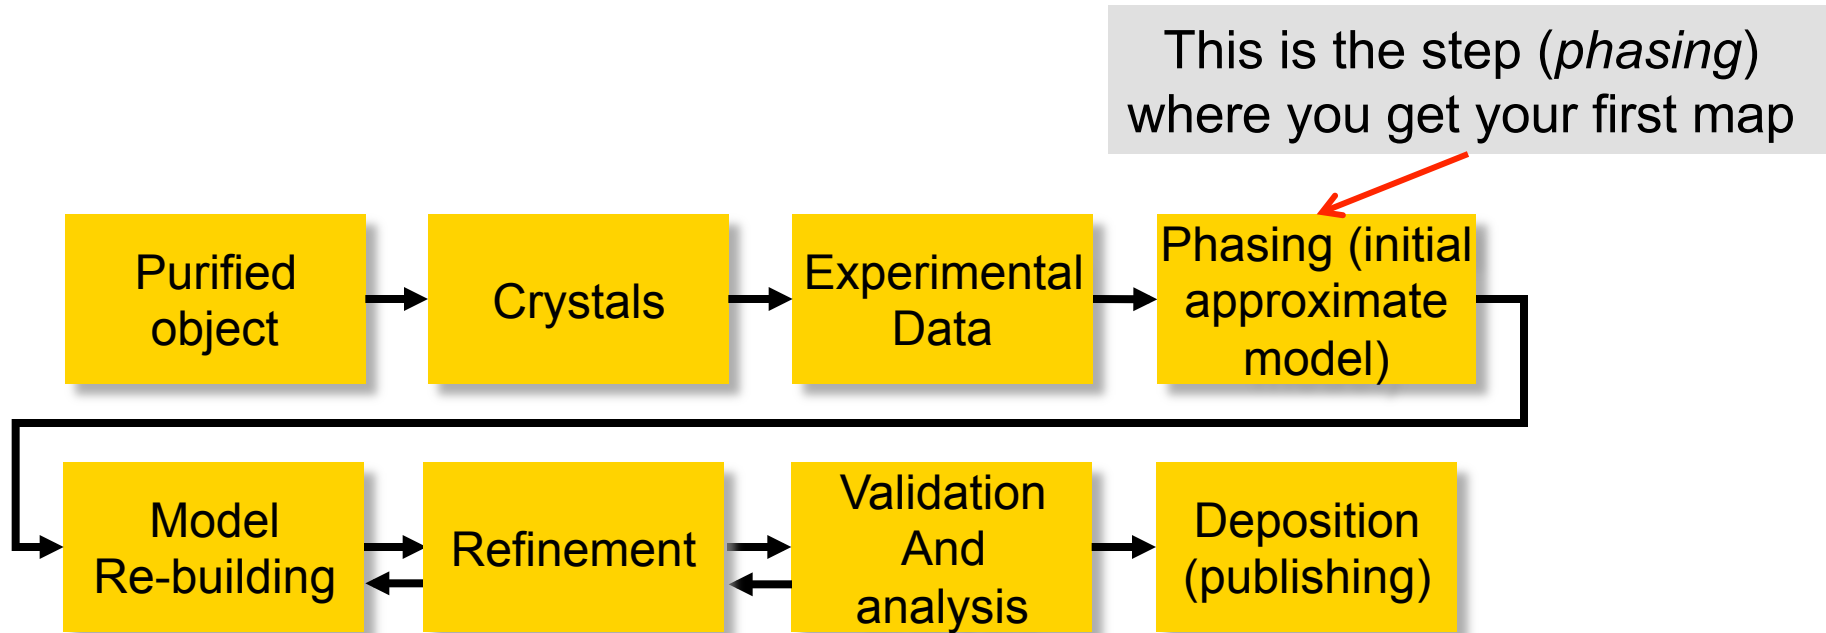 This is the step (phasing)
where you get your first map
Purified
object
Crystals
Experimental
Data
Phasing (initial
approximate
model)
Model
Re-building
Refinement
Validation
And
analysis
Deposition
(publishing)